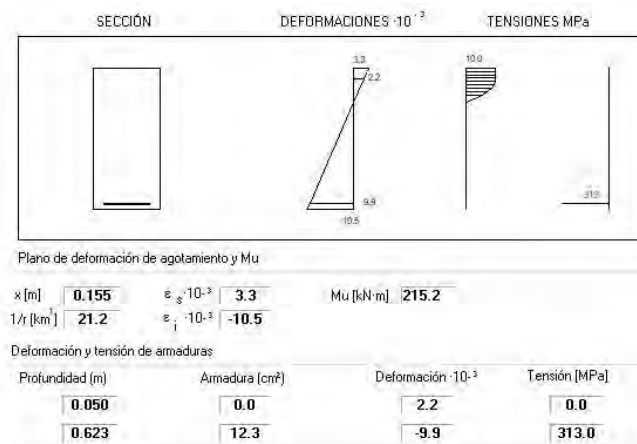 SECCIÓN DEFORMACIONES ·10⁻³ TENSIONES MPa
3.3 10.0
2.2
9.9 313
-10.5
Plano de deformación de agotamiento y Mu
x [m] 0.155 ε s ·10-³ 3.3 Mu [kN·m] 215.2
1/r [km¹] 21.2 ε i ·10-³ -10.5
Deformación y tensión de armaduras
Profundidad (m) Armadura (cm²) Deformación ·10-³ Tensión [MPa]
0.050 0.0 2.2 0.0
0.623 12.3 -9.9 313.0